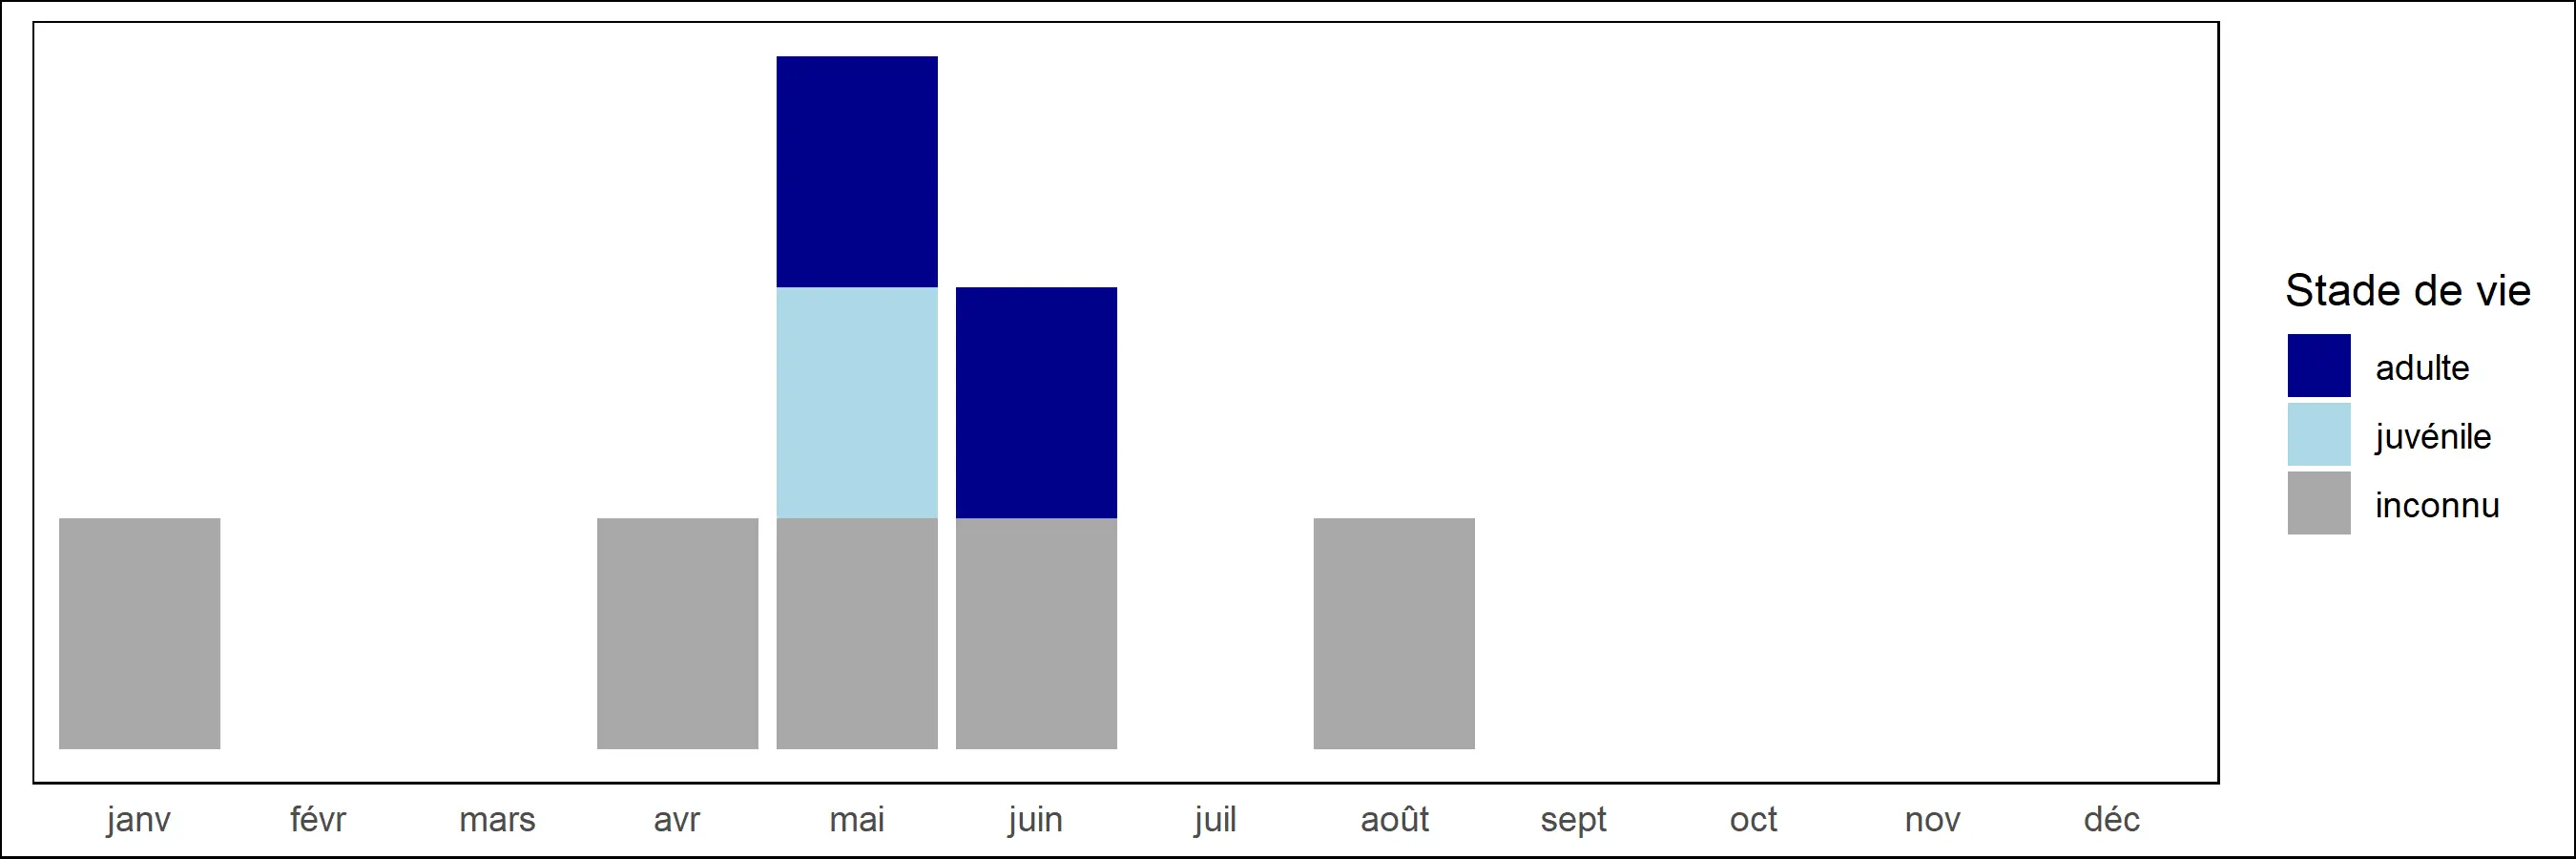 Stade de vie
adulte
juvénile
inconnu
janv févr mars avr mai juin juil août sept oct nov déc